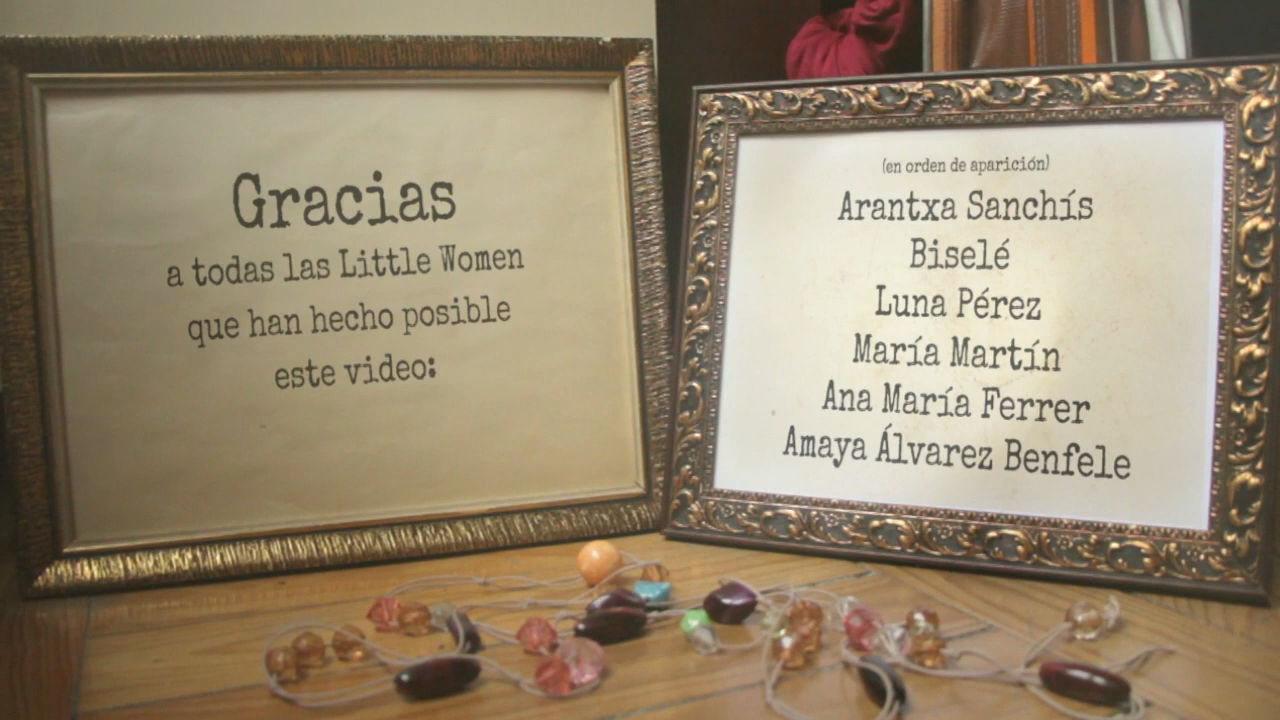 Gracias
a todas las Little Women
que han hecho posible
este video:
(en orden de aparición)
Arantxa Sanchís
Biselé
Luna Pérez
María Martín
Ana María Ferrer
Amaya Álvarez Benfele